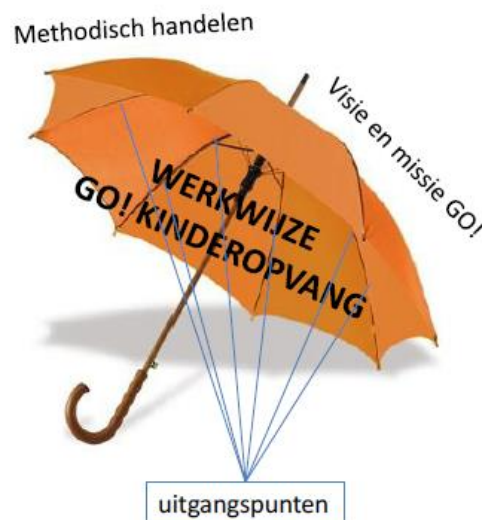 Methodisch handelen
Visie en missie GO!
WERKWIJZE
GO! KINDEROPVANG
uitgangspunten